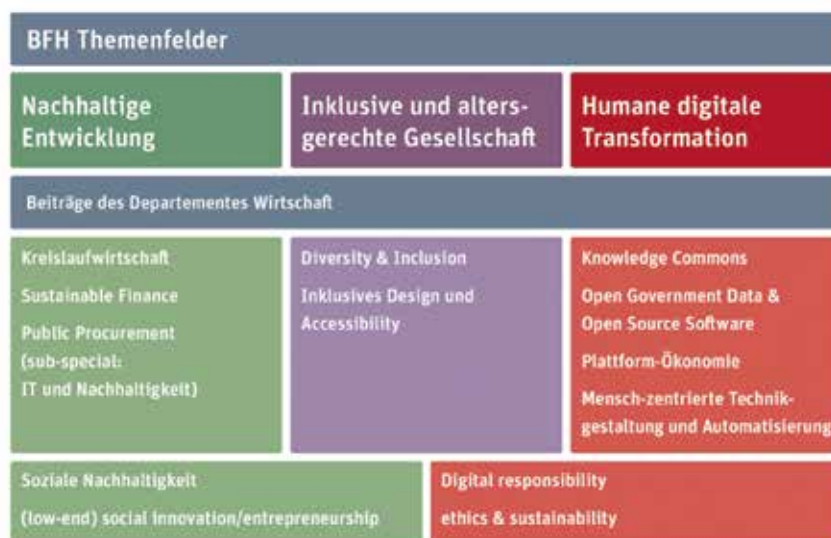 BFH Themenfelder
Nachhaltige
Entwicklung
Inklusive und alters-
gerechte Gesellschaft
Humane digitale
Transformation
Beiträge des Departementes Wirtschaft
Kreislaufwirtschaft
Sustainable Finance
Public Procurement
(sub-special:
IT und Nachhaltigkeit)
Diversity & Inclusion
Inklusives Design und
Accessibility
Knowledge Commons
Open Government Data &
Open Source Software
Plattform-Ökonomie
Mensch-zentrierte Technik-
gestaltung und Automatisierung
Soziale Nachhaltigkeit
(low-end) social innovation/entrepreneurship
Digital responsibility
ethics & sustainability